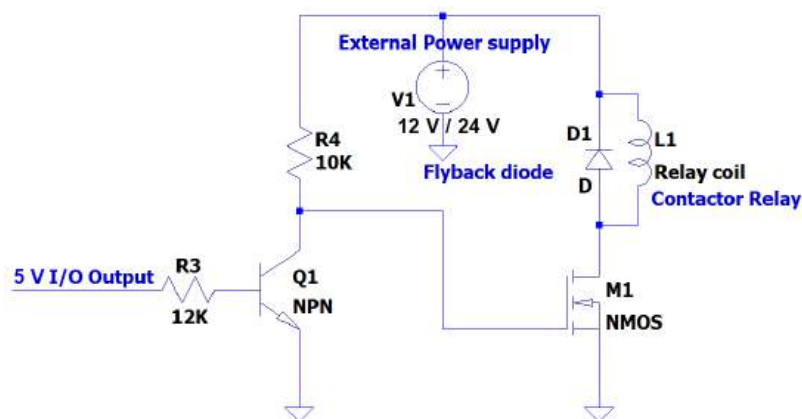 External Power supply
+
V1
−
12 V / 24 V
R4
10K
Flyback diode
D1
D
L1
Relay coil
Contactor Relay
5 V I/O Output
R3
12K
Q1
NPN
M1
NMOS